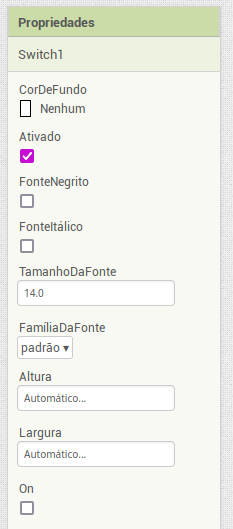 Propriedades
Switch1
CorDeFundo
Nenhum
Ativado
FonteNegrito
FonteItálico
TamanhoDaFonte
14.0
FamíliaDaFonte
padrão ▾
Altura
Automático...
Largura
Automático...
On